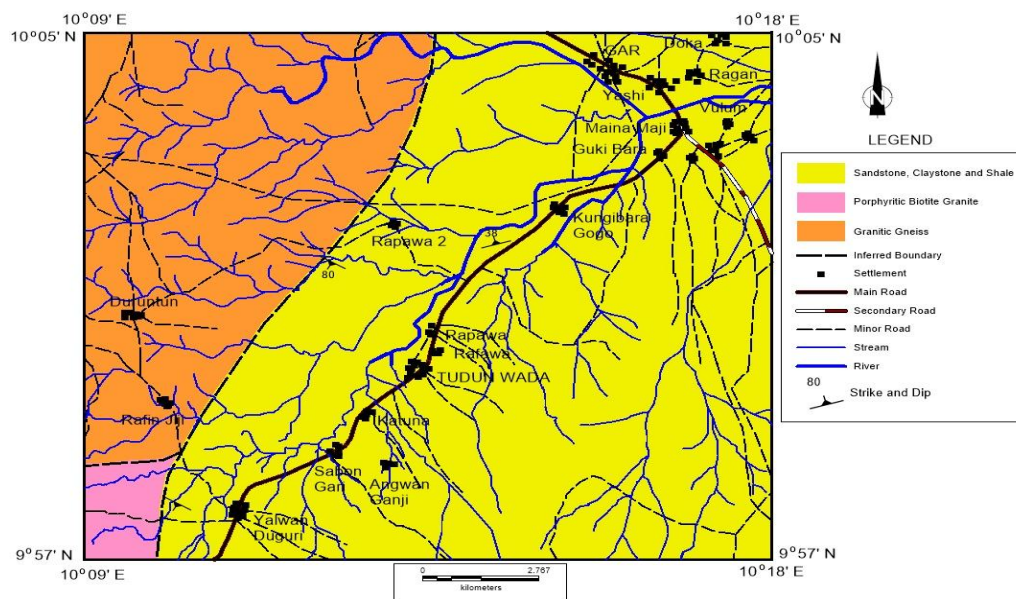 10°09' E
10°18' E
10°05' N
10°05' N
GAR
Doka
Ragan
Yashi
Vulum
Maina Maji
Guki Bara
Kungibara
Gogo
Rapawa 2
38
80
Duruntun
Rapawa
Rafawa
TUDUN WADA
Rafin Jii
Katuna
Sabon
Gari
Angwan
Ganji
Yalwan
Duguri
9°57' N
9°57' N
10°09' E
10°18' E
0 2.767
kilometers
N
LEGEND
Sandstone, Claystone and Shale
Porphyritic Biotite Granite
Granitic Gneiss
Inferred Boundary
Settlement
Main Road
Secondary Road
Minor Road
Stream
River
80
Strike and Dip